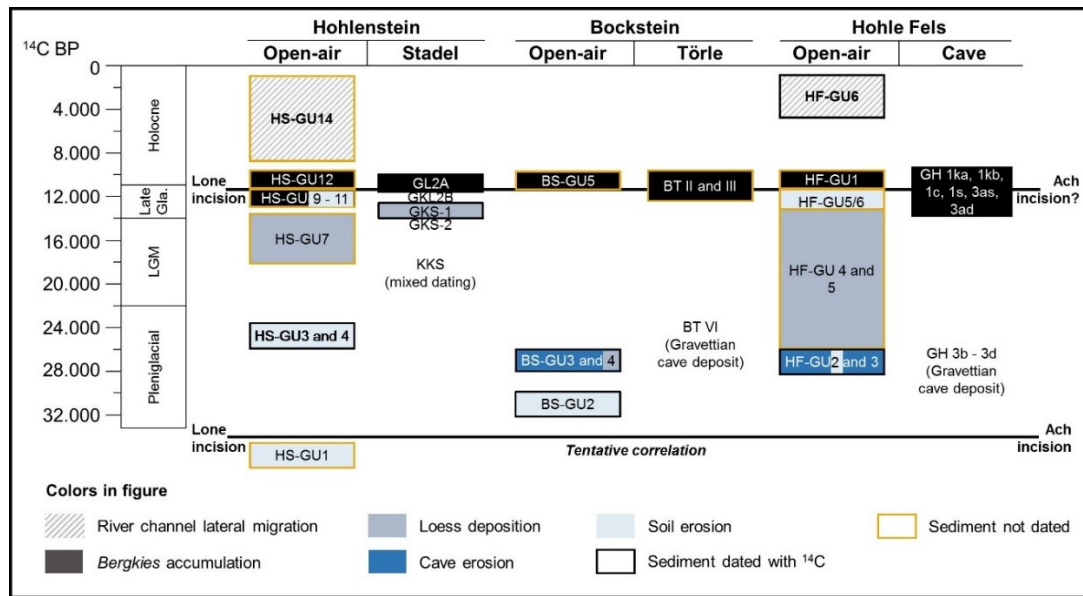 Hohlenstein Bockstein Hohle Fels
¹⁴C BP Open-air Stadel Open-air Törle Open-air Cave
0
4.000
8.000
12.000
16.000
20.000
24.000
28.000
32.000
Holocne
Late Gla.
LGM
Pleniglacial
HS-GU14
HS-GU12
HS-GU 9 - 11
HS-GU7
HS-GU3 and 4
HS-GU1
GL2A
GKL2B
GKS-1
GKS-2
KKS
(mixed dating)
BS-GU5
BS-GU3 and 4
BS-GU2
BT II and III
BT VI
(Gravettian
cave deposit)
HF-GU6
HF-GU1
HF-GU5/6
HF-GU 4 and
5
HF-GU2 and 3
GH 1ka, 1kb,
1c, 1s, 3as,
3ad
GH 3b - 3d
(Gravettian
cave deposit)
Lone
incision
Ach
incision?
Lone
incision
Ach
incision
Tentative correlation
Colors in figure
River channel lateral migration
Loess deposition
Soil erosion
Sediment not dated
Bergkies accumulation
Cave erosion
Sediment dated with ¹⁴C